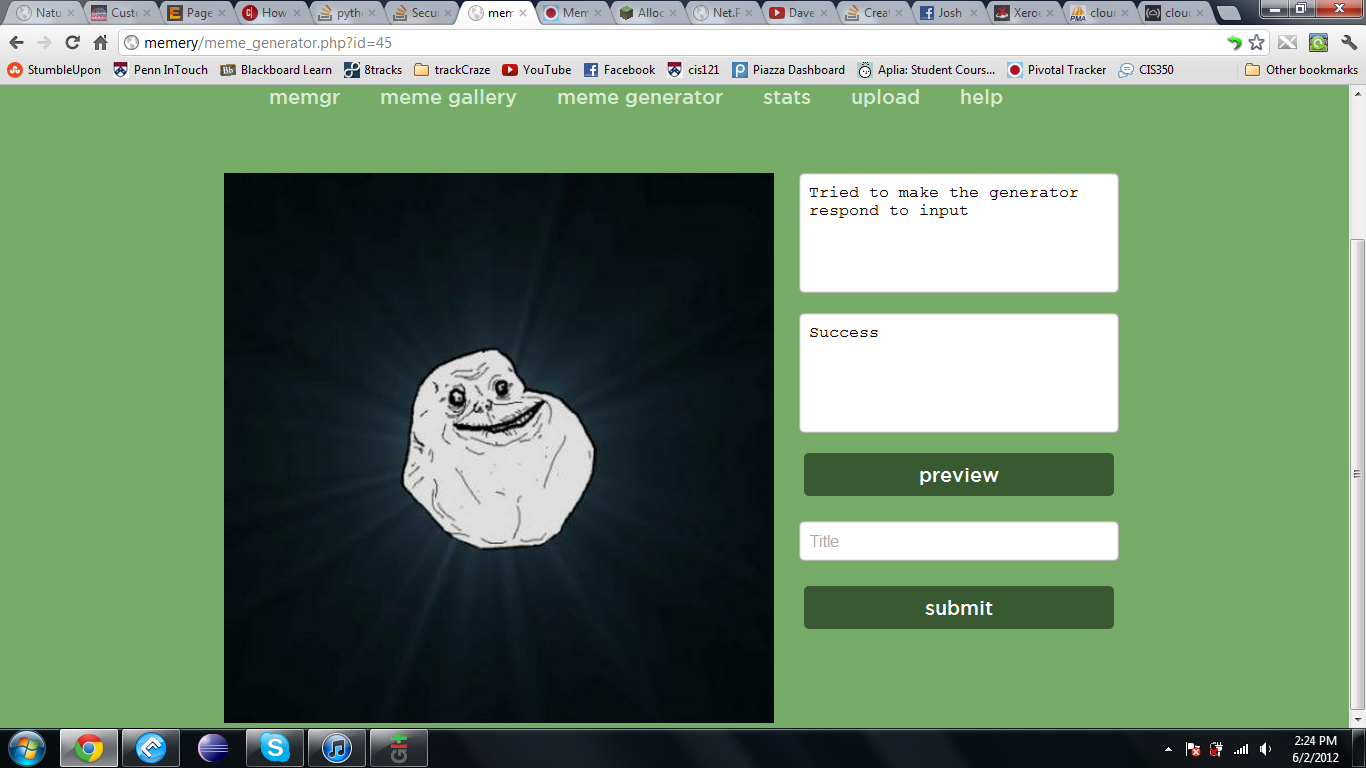 Natu
Custo
Page
How
pytho
Secur
mem
Mem
Alloc
Net.P
Dave
Creat
Josh
Xero
cloud
cloud
memery/meme_generator.php?id=45
StumbleUpon
Penn InTouch
Blackboard Learn
8tracks
trackCraze
YouTube
Facebook
cis121
Piazza Dashboard
Aplia: Student Cours...
Pivotal Tracker
CIS350
Other bookmarks
memgr
meme gallery
meme generator
stats
upload
help
Tried to make the generator
respond to input
Success
preview
Title
submit
2:24 PM
6/2/2012